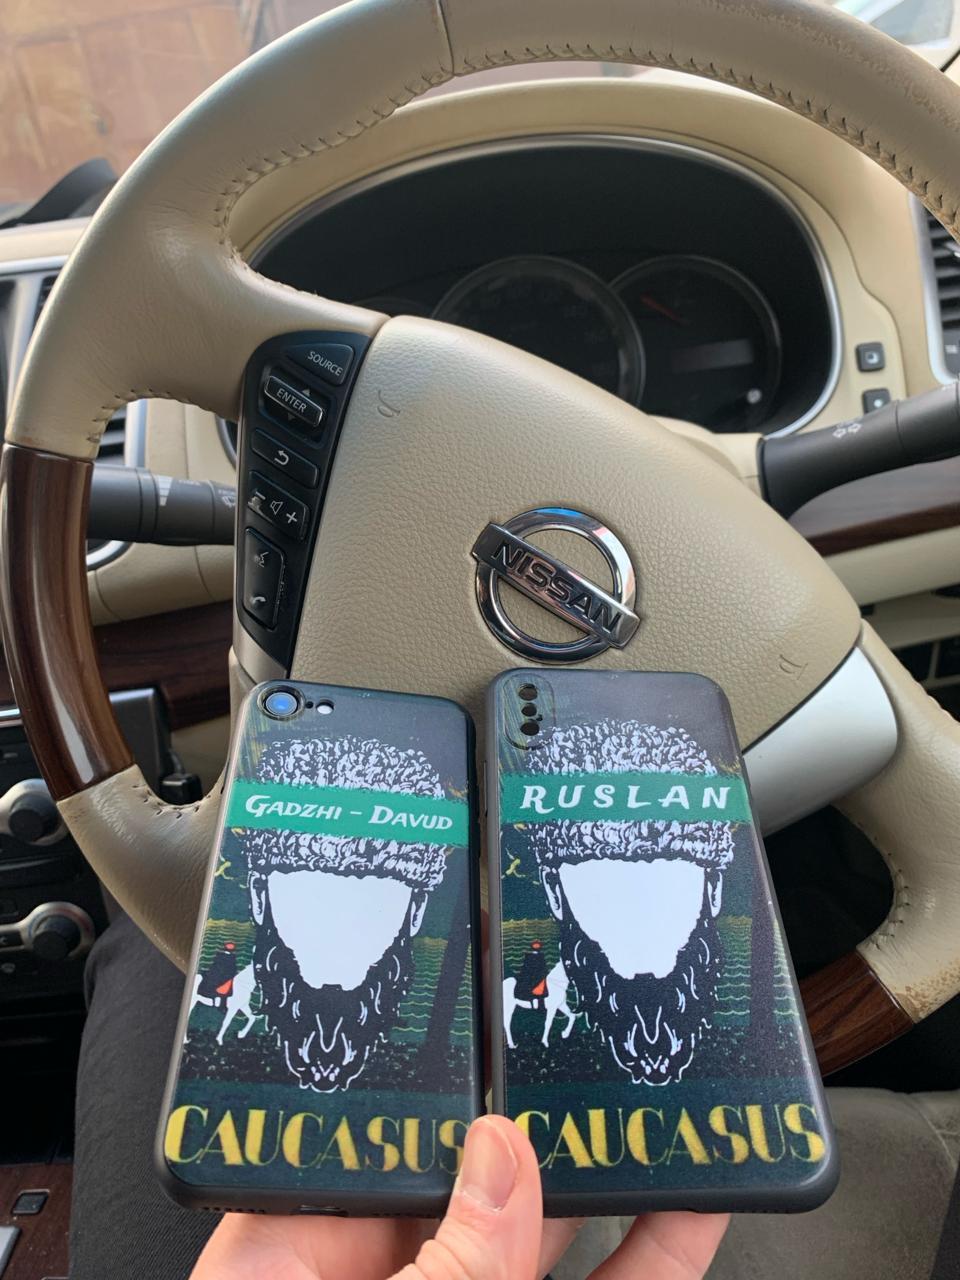 SOURCE
ENTER
NISSAN
GADZHI - DAVUD
RUSLAN
CAUCASUS
CAUCASUS